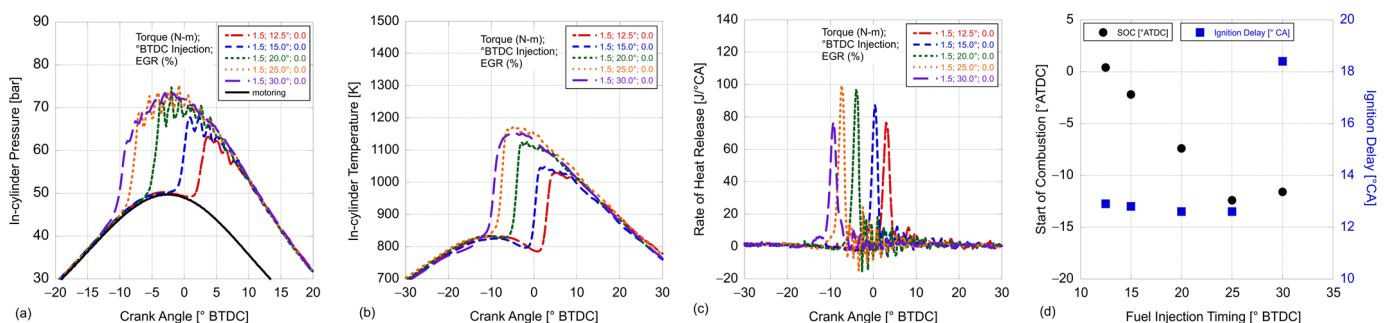 In-cylinder Pressure [bar]
90
80
70
60
50
40
30
Torque (N-m);
°BTDC Injection;
EGR (%)
1.5; 12.5°; 0.0
1.5; 15.0°; 0.0
1.5; 20.0°; 0.0
1.5; 25.0°; 0.0
1.5; 30.0°; 0.0
motoring
−20 −15 −10 −5 0 5 10 15 20
(a)
Crank Angle [° BTDC]
In-cylinder Temperature [K]
1500
1400
1300
1200
1100
1000
900
800
700
Torque (N-m);
°BTDC Injection;
EGR (%)
1.5; 12.5°; 0.0
1.5; 15.0°; 0.0
1.5; 20.0°; 0.0
1.5; 25.0°; 0.0
1.5; 30.0°; 0.0
−30 −20 −10 0 10 20 30
(b)
Crank Angle [° BTDC]
Rate of Heat Release [J/°CA]
140
120
100
80
60
40
20
0
−20
Torque (N-m);
°BTDC Injection;
EGR (%)
1.5; 12.5°; 0.0
1.5; 15.0°; 0.0
1.5; 20.0°; 0.0
1.5; 25.0°; 0.0
1.5; 30.0°; 0.0
−30 −20 −10 0 10 20 30
(c)
Crank Angle [° BTDC]
Start of Combustion [°ATDC]
5
0
−5
−10
−15
−20
SOC [°ATDC]
Ignition Delay [° CA]
20
18
16
14
12
10
Ignition Delay [°CA]
10 15 20 25 30 35
(d)
Fuel Injection Timing [° BTDC]